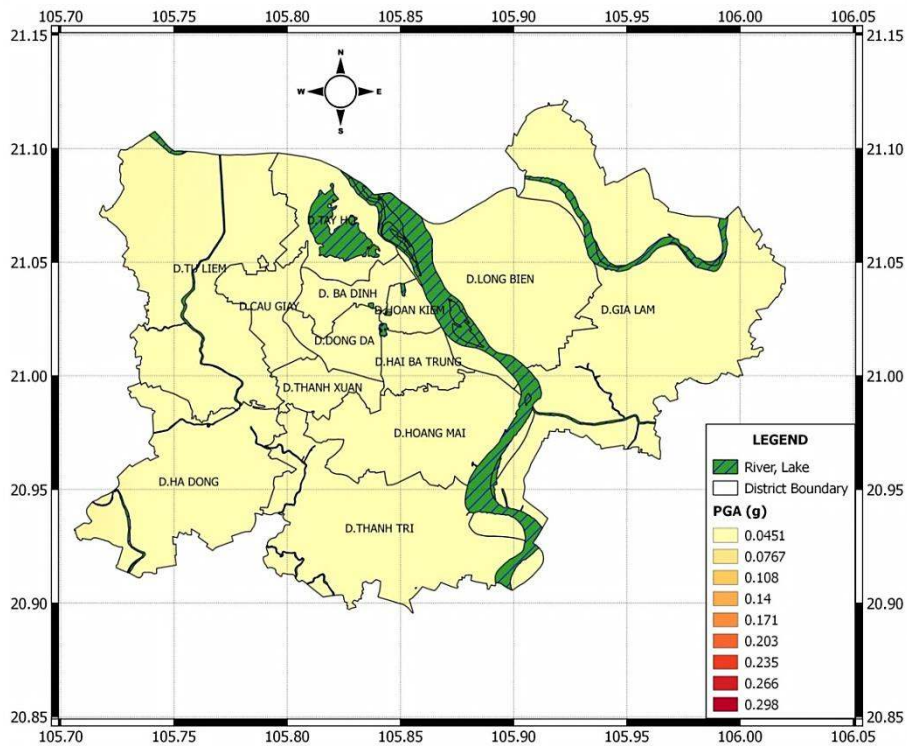 105.70 105.75 105.80 105.85 105.90 105.95 106.00 106.05
21.15 21.15
N
W E
S
21.10 21.10
D.TAY HO
21.05 21.05
D.TU LIEM
D.LONG BIEN
D. BA DINH
D.CAU GIAY
D.HOAN KIEM
D.GIA LAM
D.DONG DA
D.HAI BA TRUNG
21.00 21.00
D.THANH XUAN
D.HOANG MAI
LEGEND
River, Lake
District Boundary
PGA (g)
0.0451
0.0767
0.108
0.14
0.171
0.203
0.235
0.266
0.298
D.HA DONG
20.95 20.95
D.THANH TRI
20.90 20.90
20.85 20.85
105.70 105.75 105.80 105.85 105.90 105.95 106.00 106.05